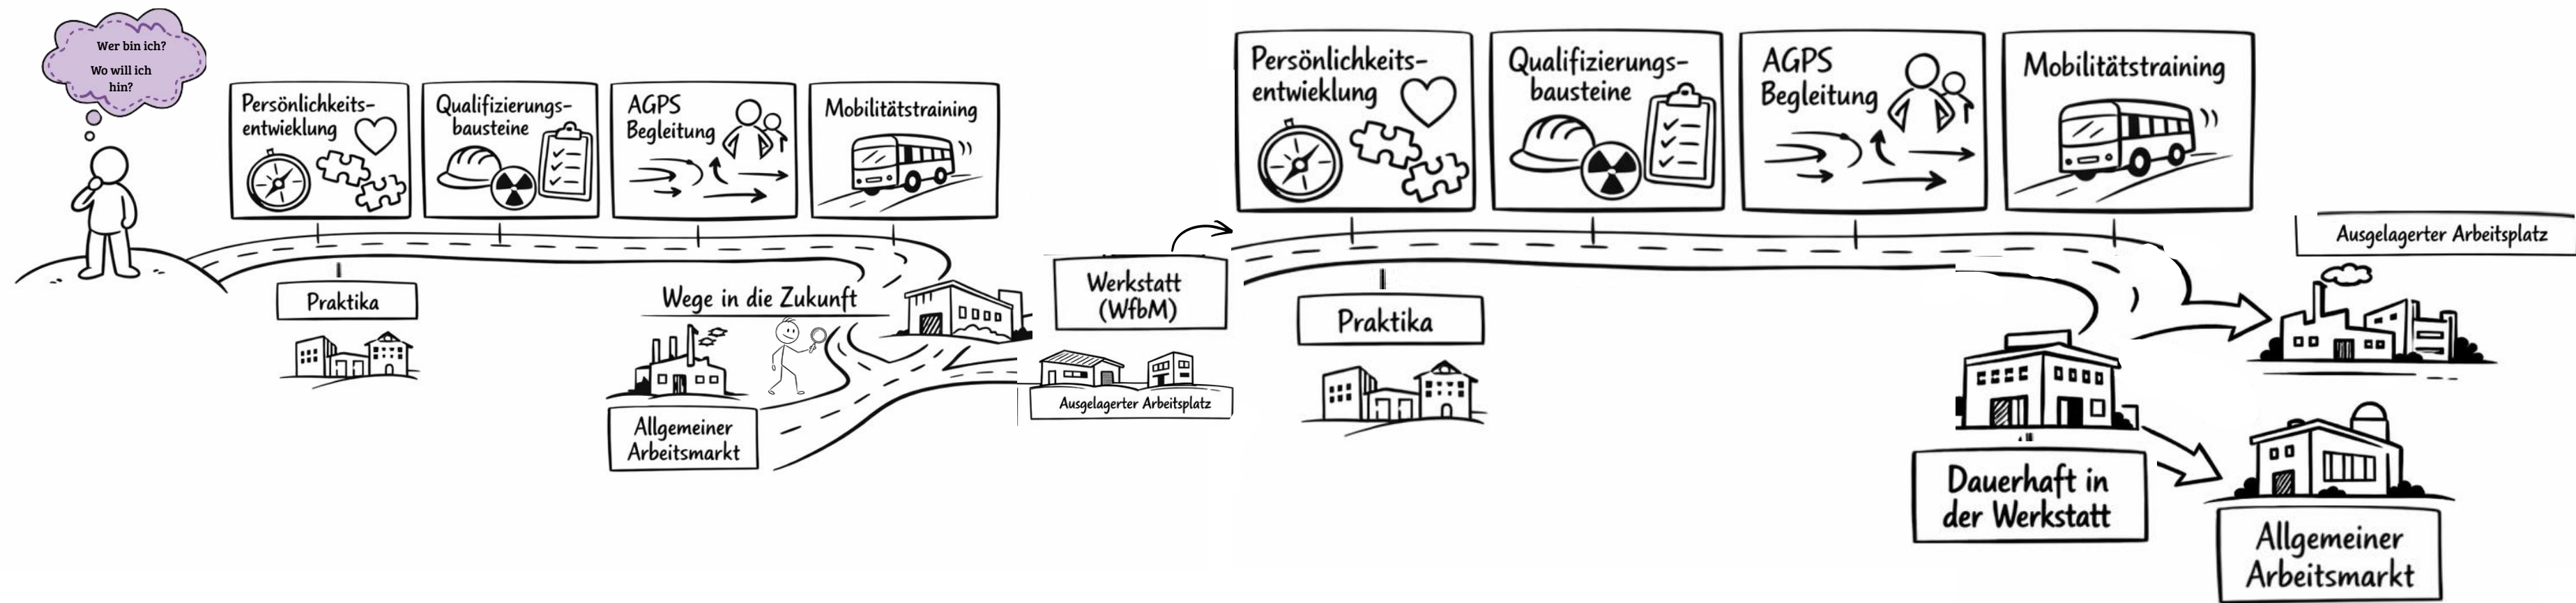 Wer bin ich?
Wo will ich
hin?
Persönlichkeits-
entwieklung
Qualifizierungs-
bausteine
AGPS
Begleitung
Mobilitätstraining
Praktika
Wege in die Zukunft
Allgemeiner
Arbeitsmarkt
Werkstatt
(WfbM)
Ausgelagerter Arbeitsplatz
Persönlichkeits-
entwieklung
Qualifizierungs-
bausteine
AGPS
Begleitung
Mobilitätstraining
Praktika
Ausgelagerter Arbeitsplatz
Dauerhaft in
der Werkstatt
Allgemeiner
Arbeitsmarkt